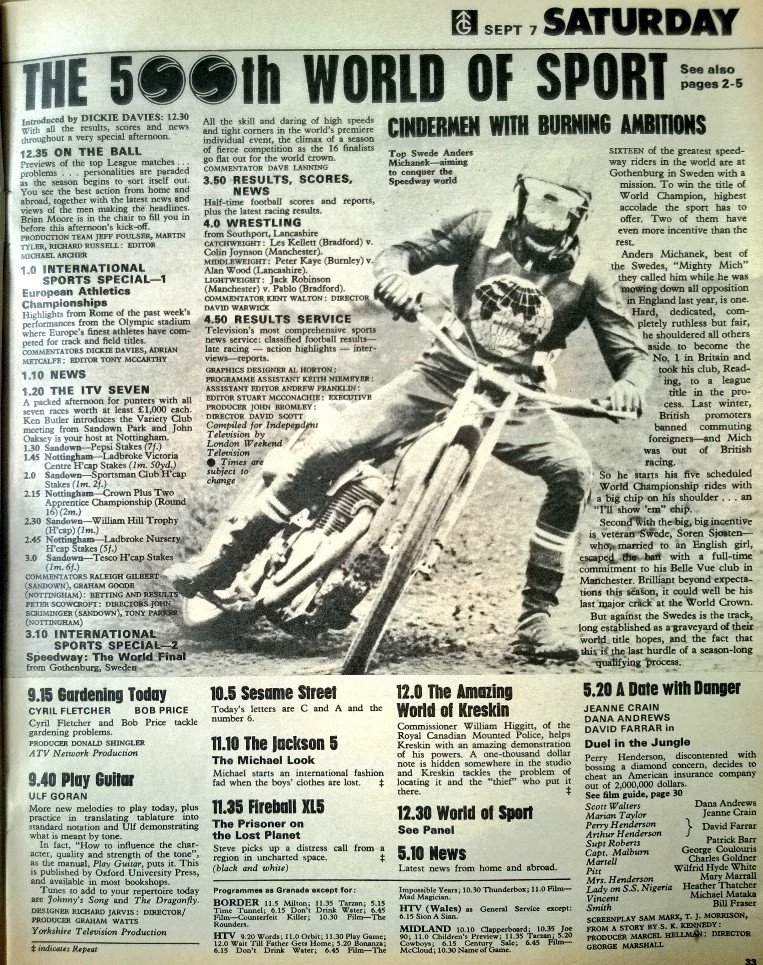 SEPT 7 SATURDAY
THE 500th WORLD OF SPORT
See also
pages 2-5
Introduced by DICKIE DAVIES: 12.30
With all the results, scores and news
throughout a very special afternoon.
12.35 ON THE BALL
Previews of the top League matches . . .
problems . . . personalities are paraded
as the season begins to sort itself out.
You see the best action from home and
abroad, together with the latest news and
views of the men making the headlines.
Brian Moore is in the chair to fill you in
before this afternoon's kick-off.
PRODUCTION TEAM JEFF FOULSER, MARTIN
TYLER, RICHARD RUSSELL: EDITOR
MICHAEL ARCHER
1.0 INTERNATIONAL
SPORTS SPECIAL—1
European Athletics
Championships
Highlights from Rome of the past week's
performances from the Olympic stadium
where Europe's finest athletes have com-
peted for track and field titles.
COMMENTATORS DICKIE DAVIES, ADRIAN
METCALFE: EDITOR TONY MCCARTHY
1.10 NEWS
1.20 THE ITV SEVEN
A packed afternoon for punters with all
seven races worth at least £1,000 each.
Ken Butler introduces the Variety Club
meeting from Sandown Park and John
Oaksey is your host at Nottingham.
1.30 Sandown—Pepsi Stakes (7f.)
1.45 Nottingham—Ladbroke Victoria
Centre H'cap Stakes (1m. 50yd.)
2.0 Sandown—Sportsman Club H'cap
Stakes (1m. 2f.)
2.15 Nottingham—Crown Plus Two
Apprentice Championship (Round
16) (2m.)
2.30 Sandown—William Hill Trophy
(H'cap) (1m.)
2.45 Nottingham—Ladbroke Nursery
H'cap Stakes (5f.)
3.0 Sandown—Tesco H'cap Stakes
(1m. 6f.)
COMMENTATORS RALEIGH GILBERT
(SANDOWN), GRAHAM GOODE
(NOTTINGHAM): BETTING AND RESULTS
PETER SCOWCROFT: DIRECTORS JOHN
SCRIMINGER (SANDOWN), TONY PARKER
(NOTTINGHAM)
3.10 INTERNATIONAL
SPORTS SPECIAL—2
Speedway: The World Final
from Gothenburg, Sweden
All the skill and daring of high speeds
and tight corners in the world's premiere
individual event, the climax of a season
of fierce competition as the 16 finalists
go flat out for the world crown.
COMMENTATOR DAVE LANNING
3.50 RESULTS, SCORES,
NEWS
Half-time football scores and reports,
plus the latest racing results.
4.0 WRESTLING
from Southport, Lancashire
CATCHWEIGHT: Les Kellett (Bradford) v.
Colin Joynson (Manchester).
MIDDLEWEIGHT: Peter Kaye (Burnley) v.
Alan Wood (Lancashire).
LIGHTWEIGHT: Jack Robinson
(Manchester) v. Pablo (Bradford).
COMMENTATOR KENT WALTON: DIRECTOR
DAVID WARWICK
4.50 RESULTS SERVICE
Television's most comprehensive sports
news service: classified football results—
late racing — action highlights — inter-
views—reports.
GRAPHICS DESIGNER AL HORTON:
PROGRAMME ASSISTANT KEITH NIEMEYER:
ASSISTANT EDITOR ANDREW FRANKLIN:
EDITOR STUART MCCONACHIE: EXECUTIVE
PRODUCER JOHN BROMLEY:
DIRECTOR DAVID SCOTT
Compiled for Independent
Television by
London Weekend
Television
● Times are
subject to
change
CINDERMEN WITH BURNING AMBITIONS
Top Swede Anders
Michanek—aiming
to conquer the
Speedway world
SIXTEEN of the greatest speed-
way riders in the world are at
Gothenburg in Sweden with a
mission. To win the title of
World Champion, highest
accolade the sport has to
offer. Two of them have
even more incentive than the
rest.
Anders Michanek, best of
the Swedes, "Mighty Mich"
they called him while he was
mowing down all opposition
in England last year, is one.
Hard, dedicated, com-
pletely ruthless but fair,
he shouldered all others
aside to become the
No. 1 in Britain and
took his club, Read-
ing, to a league
title in the pro-
cess. Last winter,
British promoters
banned commuting
foreigners—and Mich
was out of British
racing.
So he starts his five scheduled
World Championship rides with
a big chip on his shoulder . . . an
"I'll show 'em" chip.
Second with the big, big incentive
is veteran Swede, Soren Sjosten—
who, married to an English girl,
escaped the ban with a full-time
commitment to his Belle Vue club in
Manchester. Brilliant beyond expecta-
tions this season, it could well be his
last major crack at the World Crown.
But against the Swedes is the track,
long established as a graveyard of their
world title hopes, and the fact that
this is the last hurdle of a season-long
qualifying process.
9.15 Gardening Today
CYRIL FLETCHER BOB PRICE
Cyril Fletcher and Bob Price tackle
gardening problems.
PRODUCER DONALD SHINGLER
ATV Network Production
9.40 Play Guitar
ULF GORAN
More new melodies to play today, plus
practice in translating tablature into
standard notation and Ulf demonstrating
what is meant by tone.
In fact, "How to influence the char-
acter, quality and strength of the tone",
as the manual, Play Guitar, puts it. This
is published by Oxford University Press,
and available in most bookshops.
Tunes to add to your repertoire today
are Johnny's Song and The Dragonfly.
DESIGNER RICHARD JARVIS: DIRECTOR/
PRODUCER GRAHAM WATTS
Yorkshire Television Production
‡ indicates Repeat
10.5 Sesame Street
Today's letters are C and A and the
number 6.
11.10 The Jackson 5
The Michael Look
Michael starts an international fashion
fad when the boys' clothes are lost. ‡
11.35 Fireball XL5
The Prisoner on
the Lost Planet
Steve picks up a distress call from a
region in uncharted space. ‡
(black and white)
12.0 The Amazing
World of Kreskin
Commissioner William Higgitt, of the
Royal Canadian Mounted Police, helps
Kreskin with an amazing demonstration
of his powers. A one-thousand dollar
note is hidden somewhere in the studio
and Kreskin tackles the problem of
locating it and the "thief" who put it
there. ‡
12.30 World of Sport
See Panel
5.10 News
Latest news from home and abroad.
Programmes as Granada except for:
BORDER 11.5 Milton; 11.35 Tarzan; 5.15
Time Tunnel; 6.15 Don't Drink Water; 6.45
Film—Counterfeit Killer; 10.30 Film—The
Rounders.
HTV 9.20 Words; 11.0 Orbit; 11.30 Play Game;
12.0 Wait Till Father Gets Home; 5.20 Bonanza;
6.15 Don't Drink Water; 6.45 Film—The
Impossible Years; 10.30 Thunderbox; 11.0 Film—
Mad Magician.
HTV (Wales) as General Service except:
6.15 Sion A Sian.
MIDLAND 10.10 Clapperboard; 10.35 Joe
90; 11.0 Children's Preview; 11.35 Tarzan; 5.20
Cowboys; 6.15 Century Sale; 6.45 Film—
McCloud; 10.30 Name of Game.
5.20 A Date with Danger
JEANNE CRAIN
DANA ANDREWS
DAVID FARRAR in
Duel in the Jungle
Perry Henderson, discontented with
bossing a diamond concern, decides to
cheat an American insurance company
out of 2,000,000 dollars.
See film guide, page 30
Scott Walters Dana Andrews
Marian Taylor Jeanne Crain
Perry Henderson
Arthur Henderson } David Farrar
Supt Roberts Patrick Barr
Capt. Malburn George Coulouris
Martell Charles Goldner
Pitt Wilfrid Hyde White
Mrs. Henderson Mary Marrall
Lady on S.S. Nigeria Heather Thatcher
Vincent Michael Mataka
Smith Bill Fraser
SCREENPLAY SAM MARX, T. J. MORRISON,
FROM A STORY BY S. K. KENNEDY:
PRODUCER MARCEL HELLMAN: DIRECTOR
GEORGE MARSHALL
33